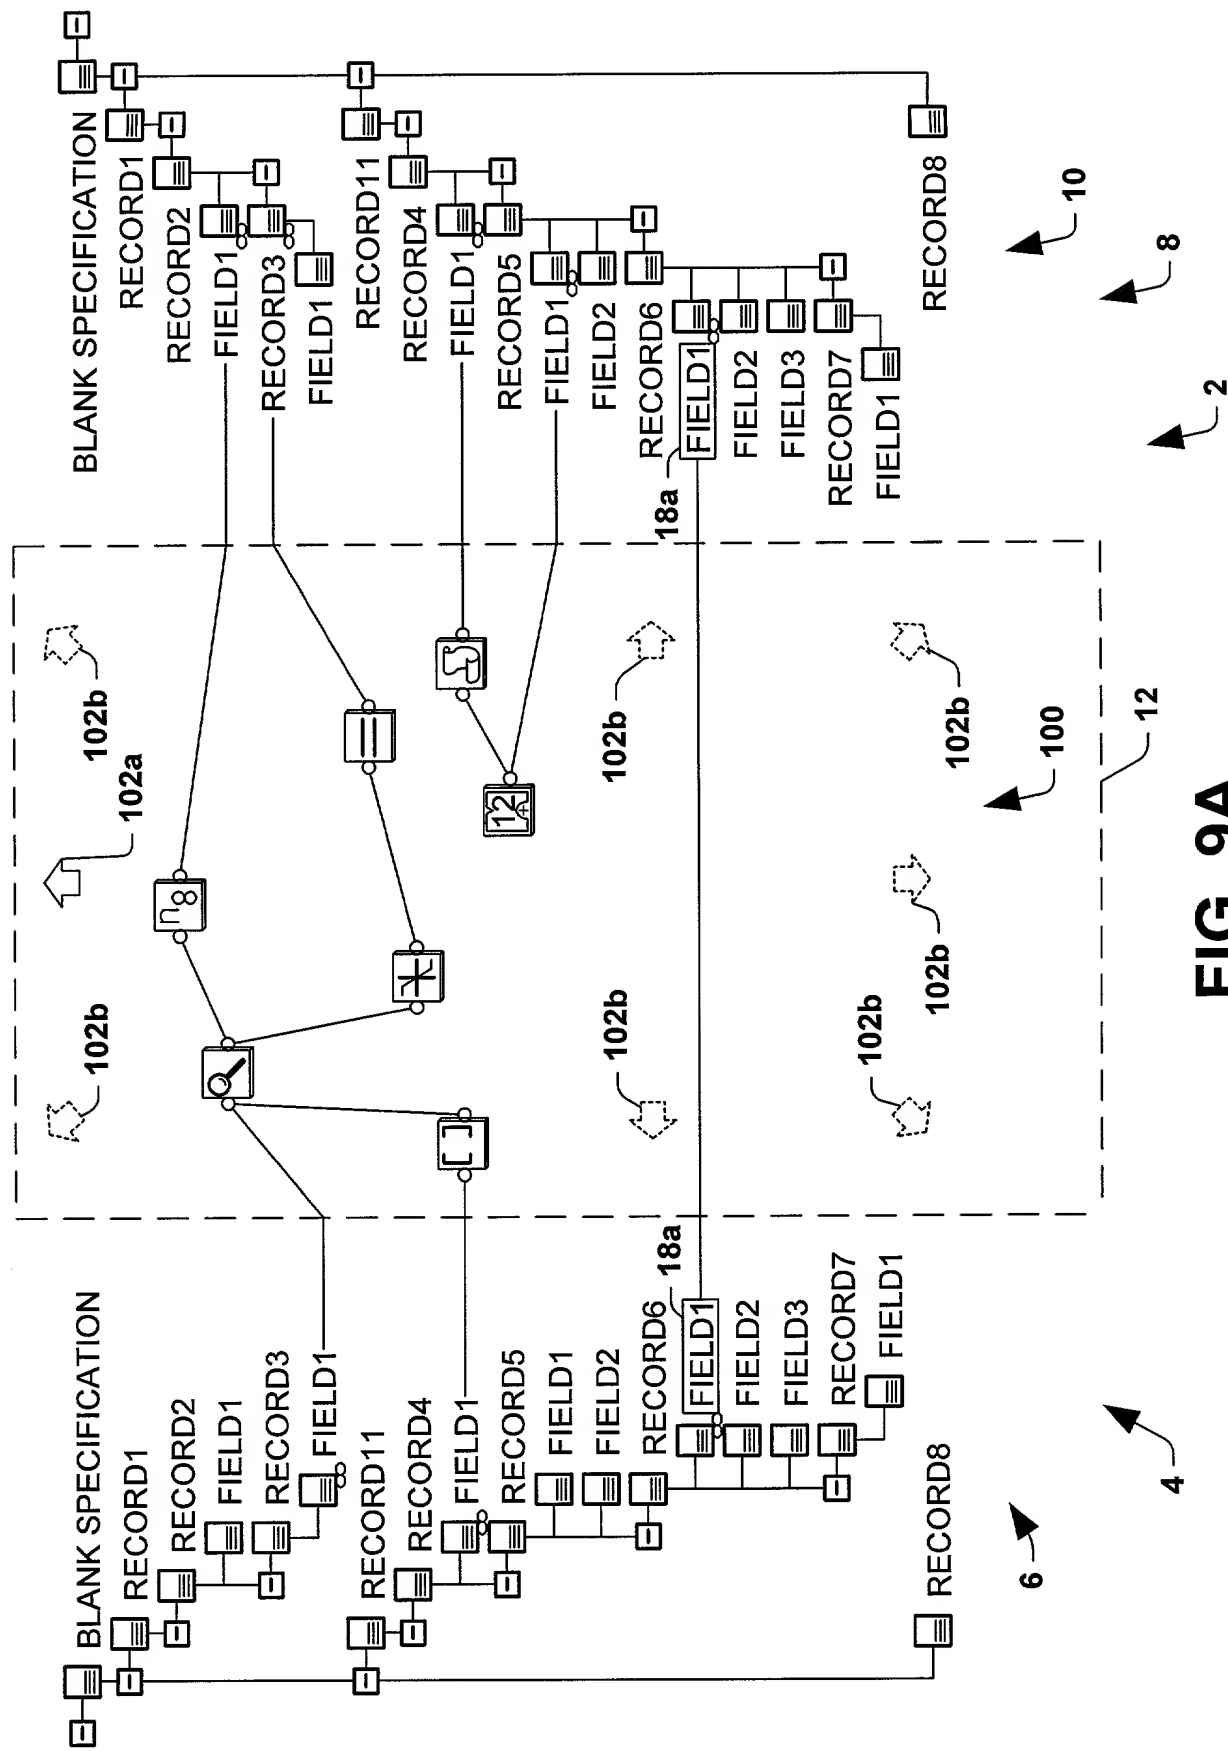 BLANK SPECIFICATION
RECORD1
RECORD2
FIELD1
RECORD3
FIELD1
RECORD11
RECORD4
FIELD1
RECORD5
FIELD1
FIELD2
RECORD6
FIELD1
FIELD2
FIELD3
RECORD7
FIELD1
RECORD8
18a
6
4
102b
102a
102b
n8
12
102b
102b
102b
102b
102b
100
12
BLANK SPECIFICATION
RECORD1
RECORD2
FIELD1
RECORD3
FIELD1
RECORD11
RECORD4
FIELD1
RECORD5
FIELD1
FIELD2
RECORD6
18a
FIELD1
FIELD2
FIELD3
RECORD7
FIELD1
RECORD8
10
8
2
FIG. 9A